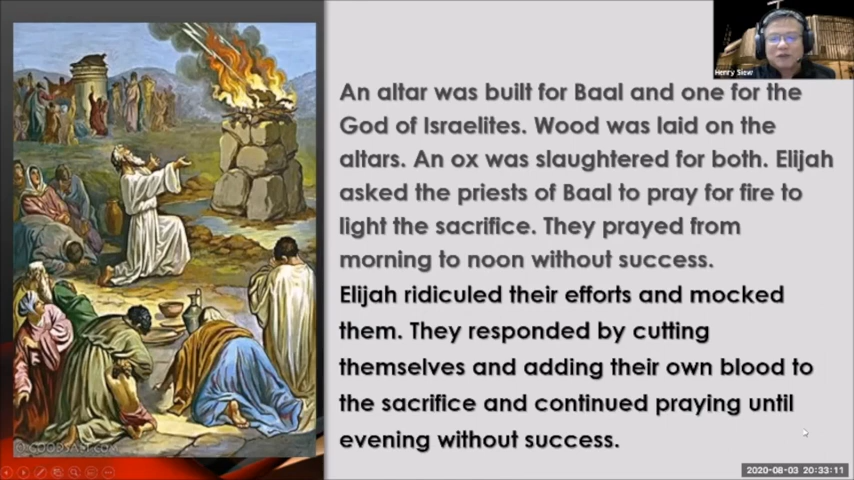 Henry Siew
An altar was built for Baal and one for the
God of Israelites. Wood was laid on the
altars. An ox was slaughtered for both. Elijah
asked the priests of Baal to pray for fire to
light the sacrifice. They prayed from
morning to noon without success.
Elijah ridiculed their efforts and mocked
them. They responded by cutting
themselves and adding their own blood to
the sacrifice and continued praying until
evening without success.
© GOODSALT.COM
2020-08-03 20:33:11